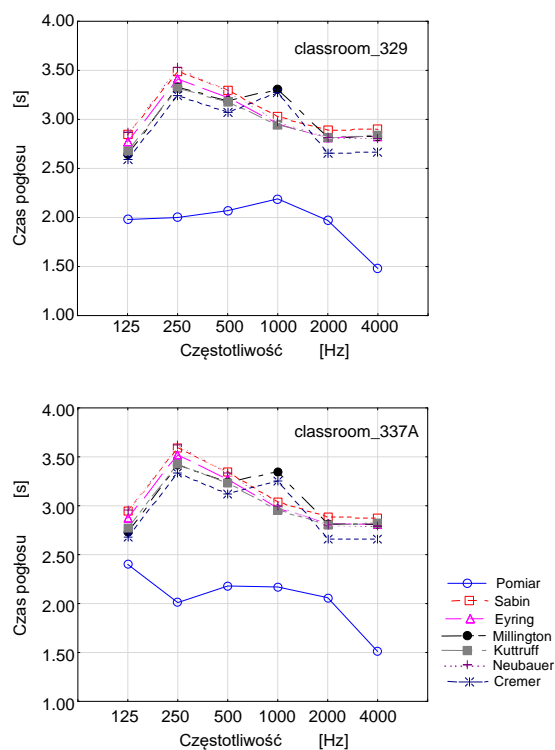 4.00
classroom_329
3.50
3.00
2.50
2.00
1.50
1.00
Czas pogłosu [s]
125 250 500 1000 2000 4000
Częstotliwość [Hz]
4.00
classroom_337A
3.50
3.00
2.50
2.00
1.50
1.00
Czas pogłosu [s]
125 250 500 1000 2000 4000
Częstotliwość [Hz]
Pomiar
Sabin
Eyring
Millington
Kuttruff
Neubauer
Cremer